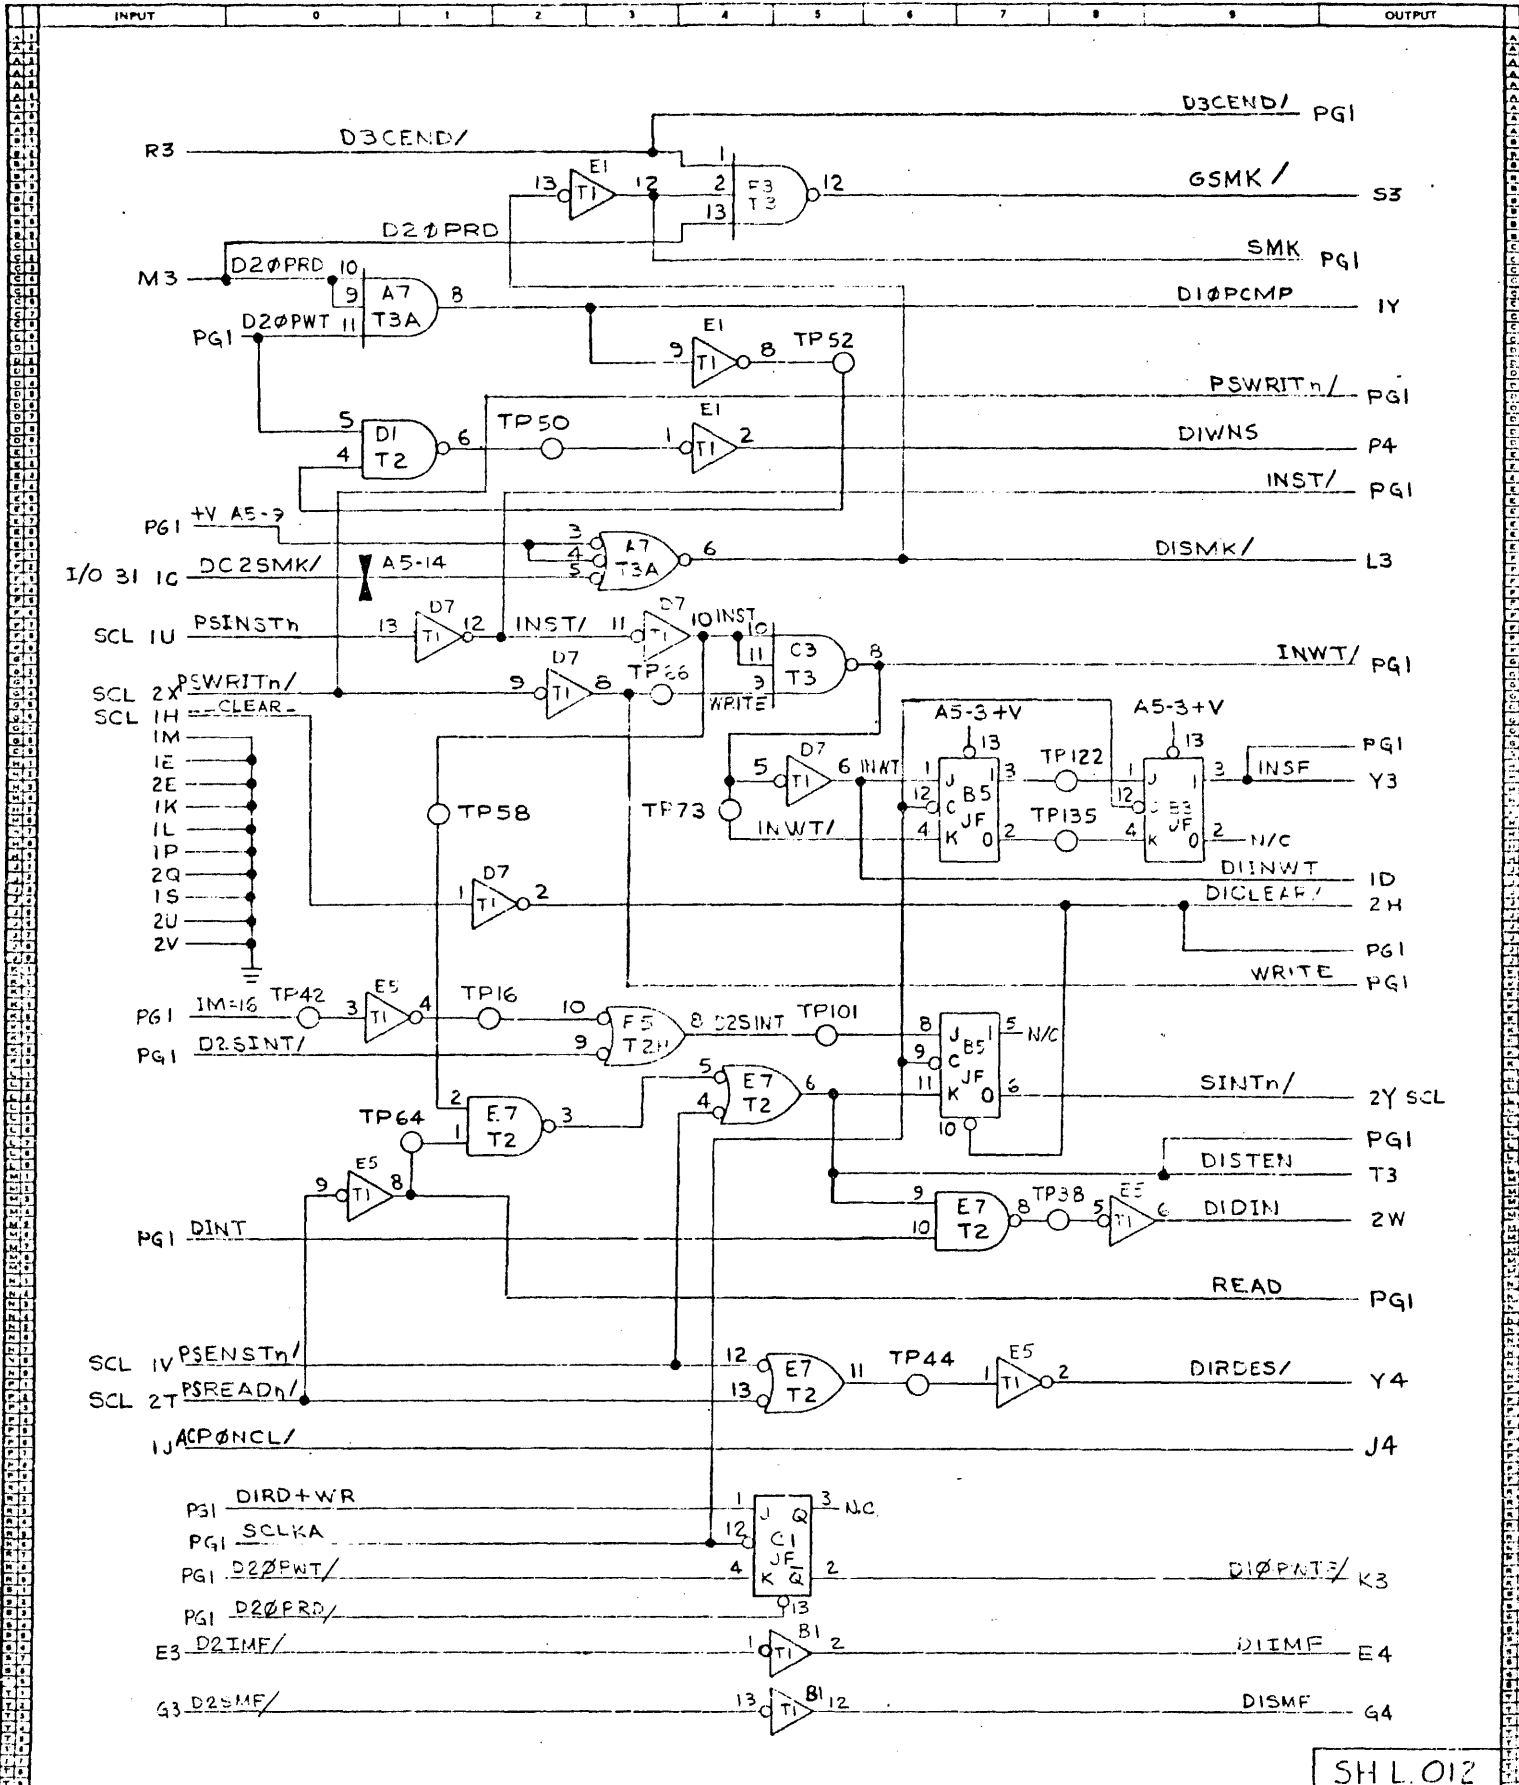 INPUT 0 1 2 3 4 5 6 7 8 9 OUTPUT
D3CEND/ PG1
R3 D3CEND/
E1
13 T1 12
1 2 13 F3 T3 12 GSMK/ S3
D2ØPRD
SMK PG1
M3 D2ØPRD 10
9 A7 T3A 8 D1ØPCMP 1Y
PG1 D2ØPWT 11
E1
9 T1 8 TP52
PSWRITn/ PG1
5 4 D1 T2 6 TP50
E1
1 T1 2 D1WNS P4
INST/ PG1
PG1 +V A5-
3 4 5 A7 T3A 6 D1SMK/ L3
I/O 31 1C DC2SMK/ A5-14
SCL 1U PSINSTn 13 D7 T1 12 INST/ 11 D7 T1 10 INST
10 11 9 C3 T3 8 INWT/ PG1
SCL 2X PSWRITn/ 9 D7 T1 8 TP66 WRITE
SCL 1H CLEAR
1M
1E
2E
1K
1L
1P
2Q
1S
2U
2V
A5-3 +V A5-3 +V
13 13
PG1
TP58
TP73
5 D7 T1 6 INWT
1 J 1 3 TP122 1 J 1 3 INSF Y3
12 C B5 JF 12 B3 JF
INWT/ 4 K 0 2 TP135 4 K 0 2 N/C
D1INWT 1D
1 D7 T1 2 D1CLEAR/ 2H
PG1
WRITE PG1
PG1 IM=16 TP42 3 E5 T1 4 TP16 10
F5 T2H 8 D2SINT TP101 8 J 1 5 N/C
PG1 D2SINT/ 9
9 C B5 JF
5 4 E7 T2 6 11 K 0 6 SINTn/ 2Y SCL
10
2 1 E7 T2 3
TP64
PG1
D1STEN T3
9 E5 T1 8
9 10 E7 T2 8 TP38 5 E5 T1 6 D1DIN 2W
PG1 DINT
READ PG1
SCL 1V PSENSTn/ 12
E7 T2 11 TP44 1 E5 T1 2 D1RDES/ Y4
SCL 2T PSREADn/ 13
1J ACPØNCL/ J4
PG1 D1RD+WR 1 J Q 3 N.C.
PG1 SCLKA 12 C1 JF
PG1 D2ØPWT/ 4 K Q 2 K3
PG1 D2ØPRD/ 13
E3 D2IMF/ 1 B1 T1 2 D1IMF E4
G3 D2SMF/ 13 B1 T1 12 D1SMF G4
SH L.012